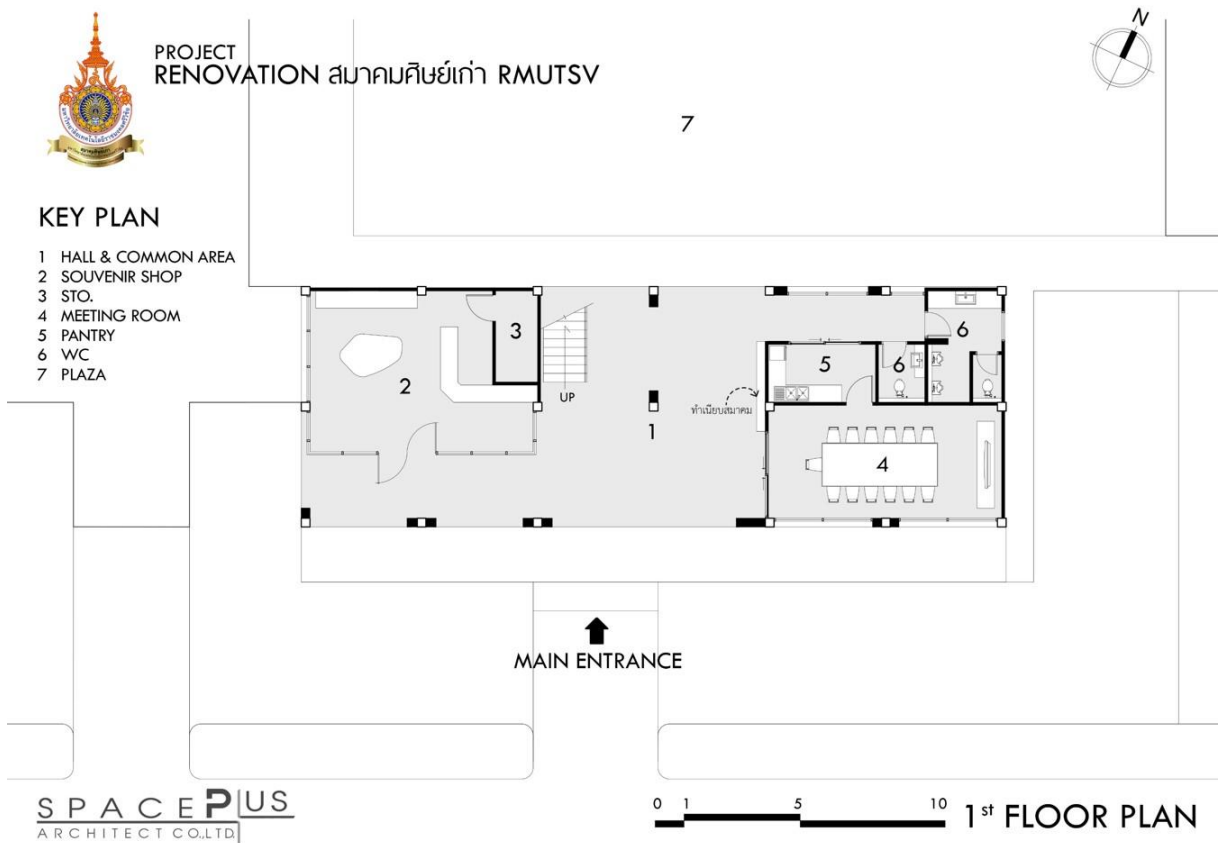 PROJECT
RENOVATION สมาคมศิษย์เก่า RMUTSV
N
7
KEY PLAN
1 HALL & COMMON AREA
2 SOUVENIR SHOP
3 STO.
4 MEETING ROOM
5 PANTRY
6 WC
7 PLAZA
3
6
2
5
6
UP
ทำเนียบสมาคม
1
4
MAIN ENTRANCE
SPACEPLUS
ARCHITECT CO.,LTD.
0 1 5 10
1st FLOOR PLAN